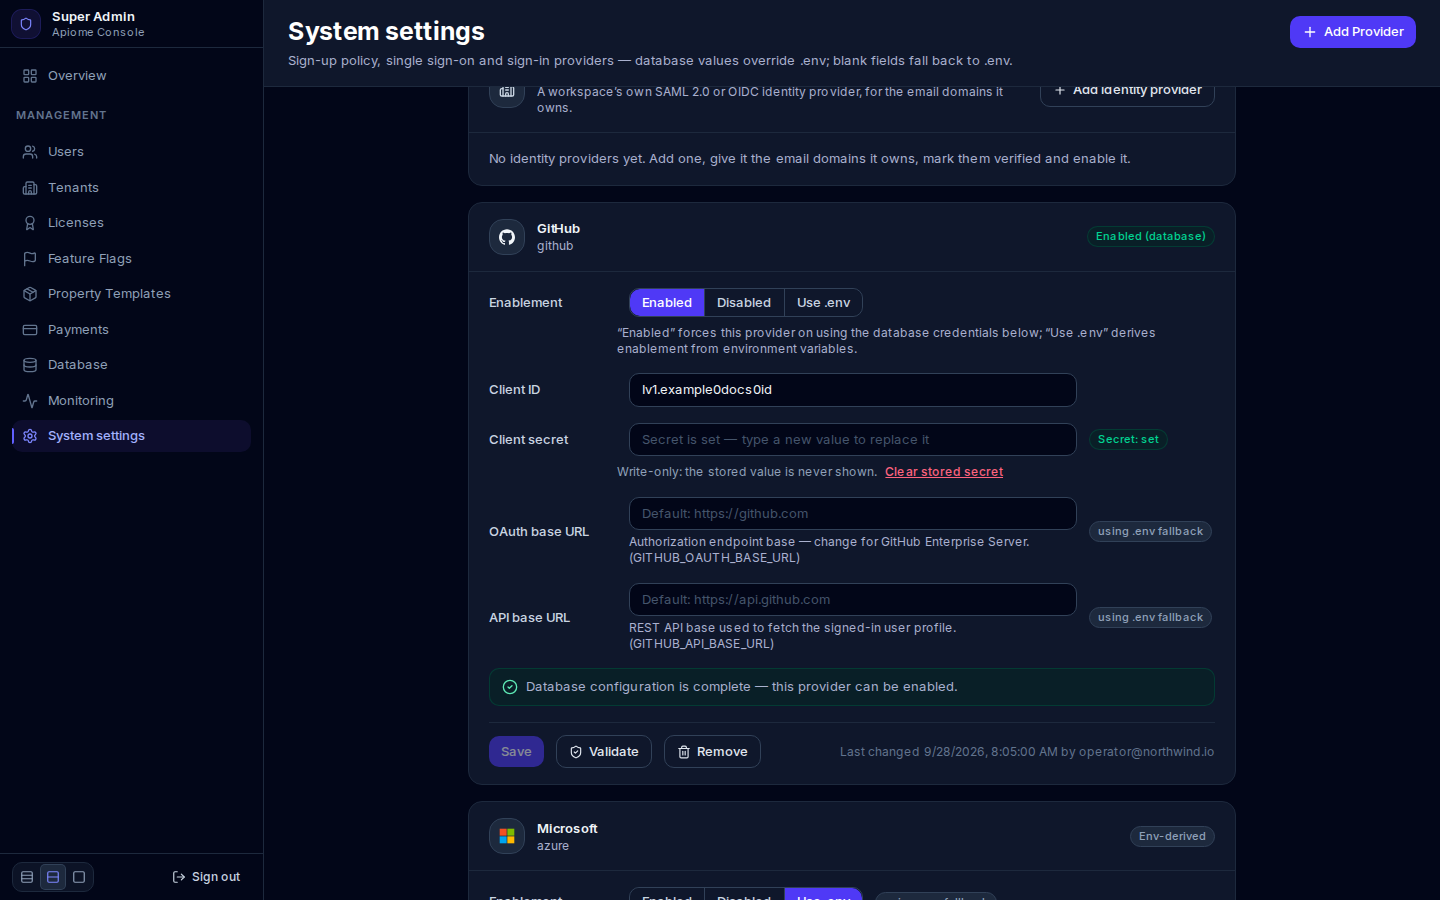 Super Admin
Apiome Console
Overview
MANAGEMENT
Users
Tenants
Licenses
Feature Flags
Property Templates
Payments
Database
Monitoring
System settings
Sign out
System settings
Sign-up policy, single sign-on and sign-in providers — database values override .env; blank fields fall back to .env.
Add Provider
A workspace's own SAML 2.0 or OIDC identity provider, for the email domains it
owns.
Add identity provider
No identity providers yet. Add one, give it the email domains it owns, mark them verified and enable it.
GitHub
github
Enabled (database)
Enablement
Enabled
Disabled
Use .env
“Enabled” forces this provider on using the database credentials below; “Use .env” derives
enablement from environment variables.
Client ID
Iv1.example0docs0id
Client secret
Secret is set — type a new value to replace it
Secret: set
Write-only: the stored value is never shown. Clear stored secret
OAuth base URL
Default: https://github.com
using .env fallback
Authorization endpoint base — change for GitHub Enterprise Server.
(GITHUB_OAUTH_BASE_URL)
API base URL
Default: https://api.github.com
using .env fallback
REST API base used to fetch the signed-in user profile.
(GITHUB_API_BASE_URL)
Database configuration is complete — this provider can be enabled.
Save
Validate
Remove
Last changed 9/28/2026, 8:05:00 AM by operator@northwind.io
Microsoft
azure
Env-derived
Enablement
Enabled
Disabled
Use .env